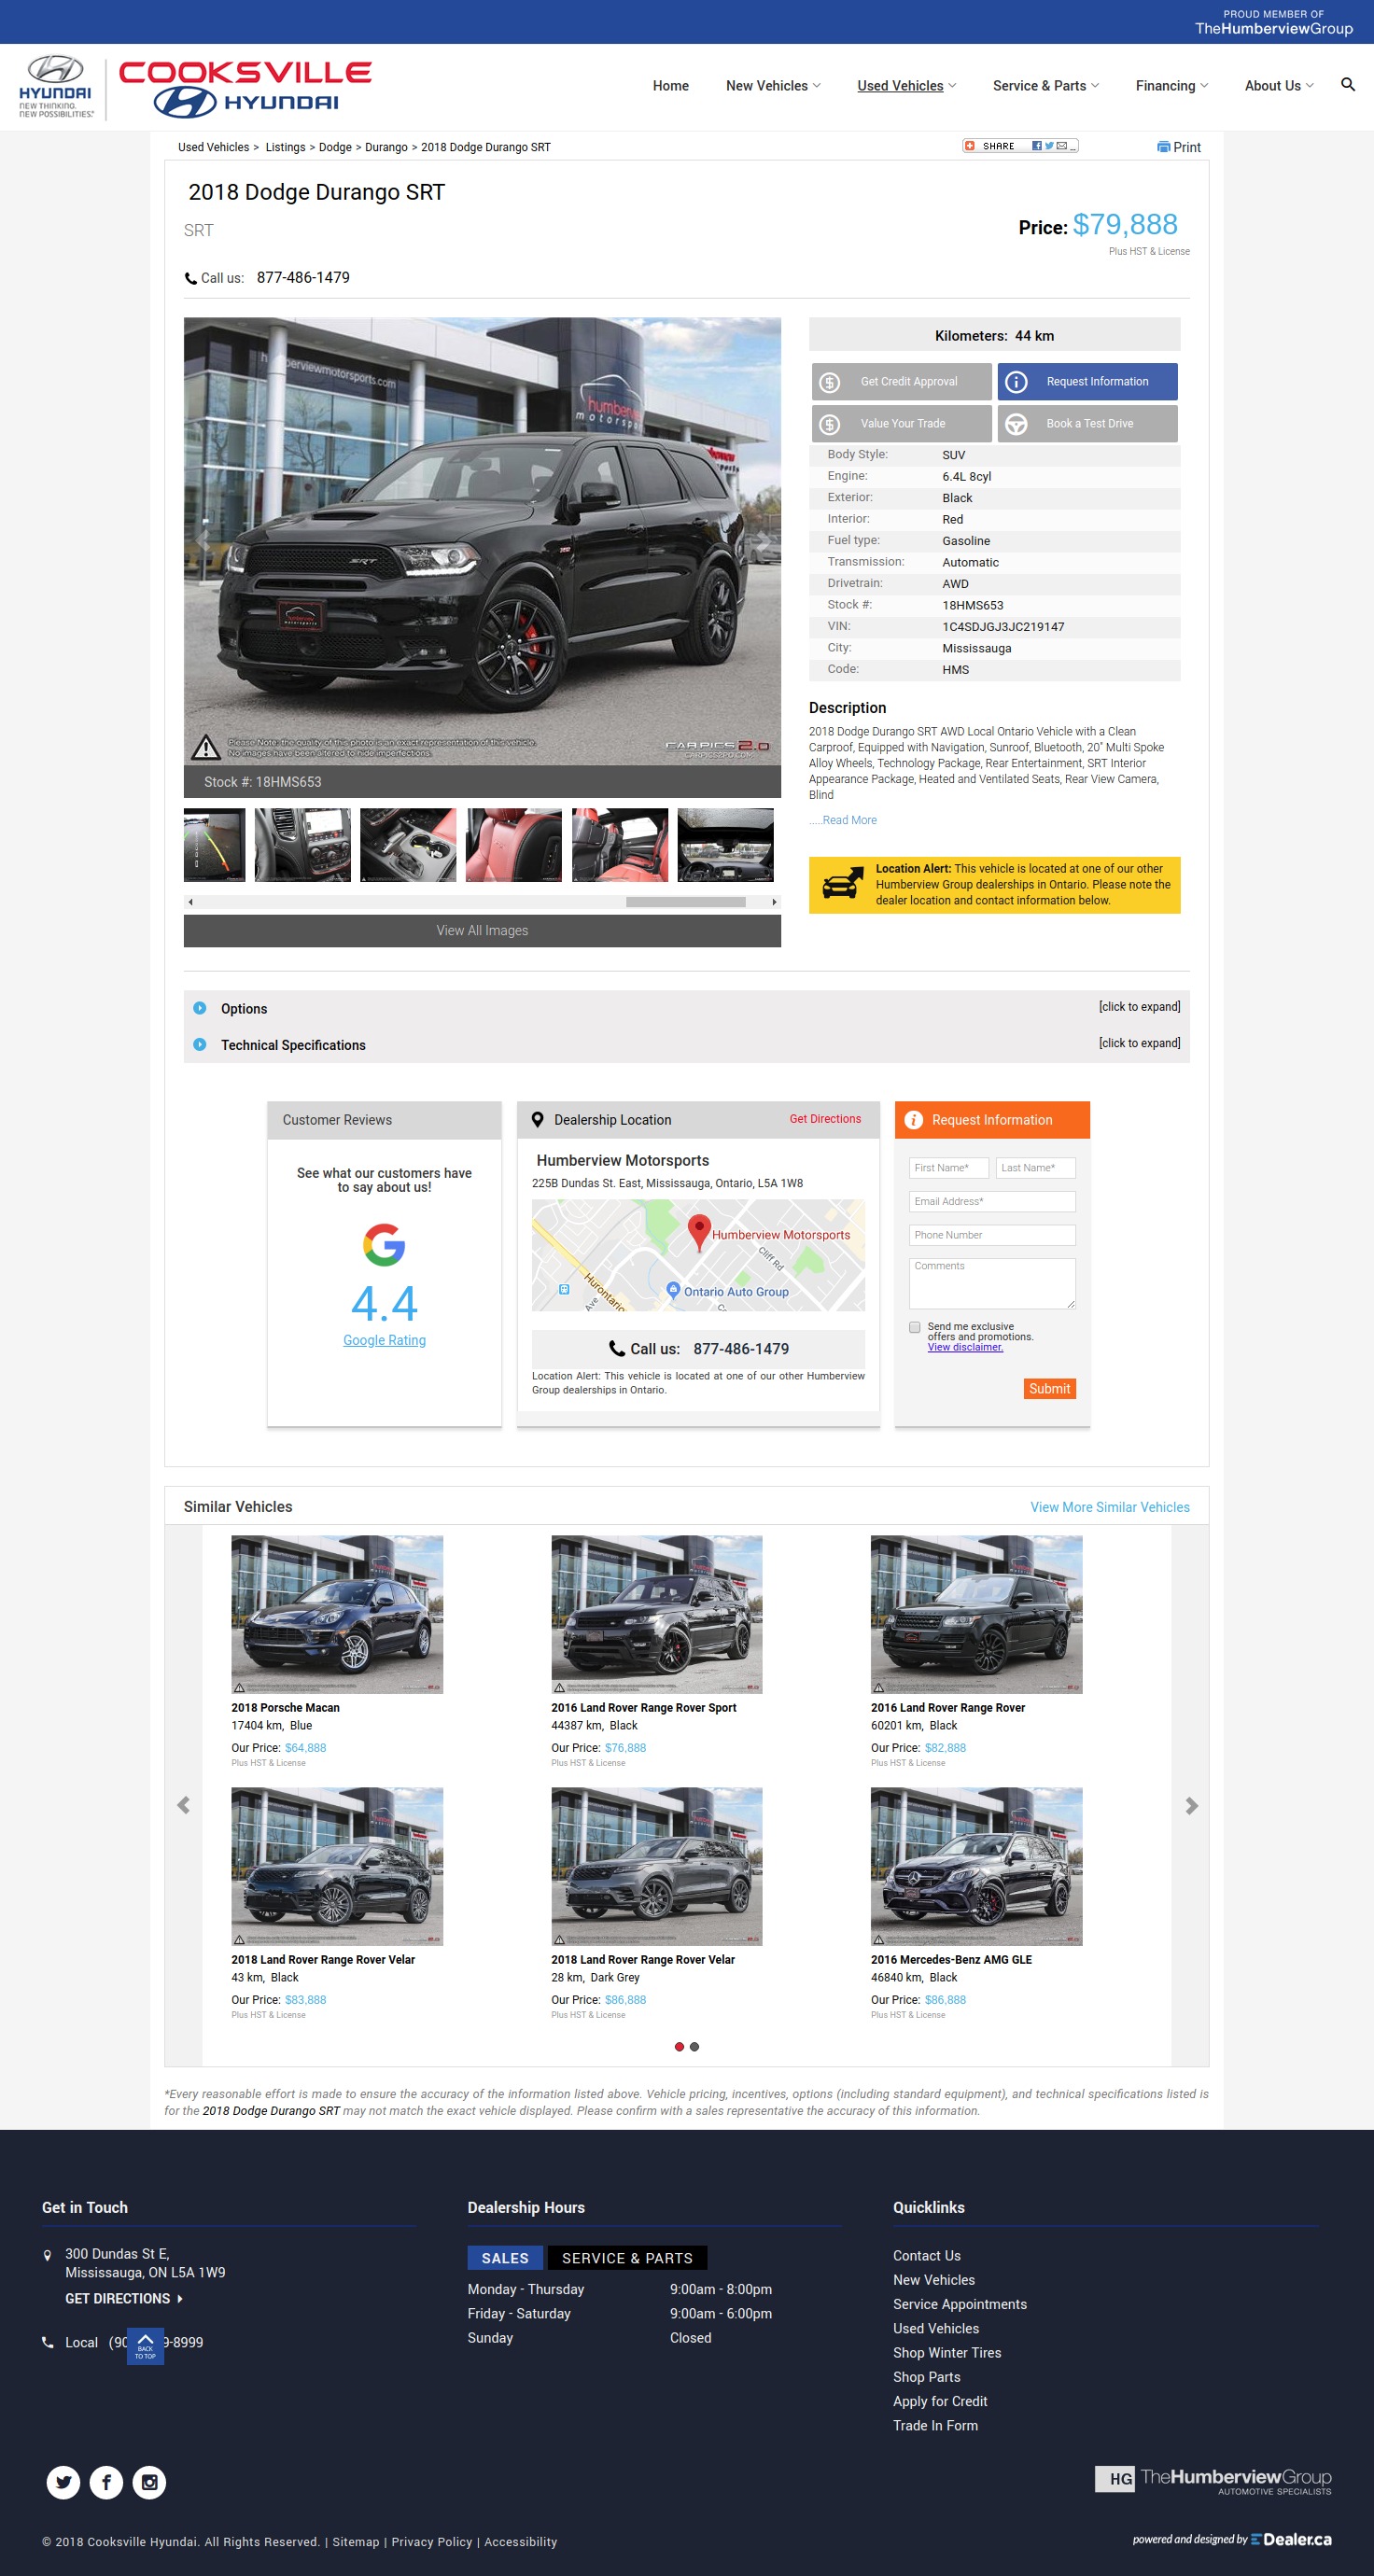 PROUD MEMBER OF
TheHumberviewGroup
HYUNDAI
NEW THINKING.
NEW POSSIBILITIES.
COOKSVILLE
HYUNDAI
Home
New Vehicles
Used Vehicles
Service & Parts
Financing
About Us
Used Vehicles > Listings > Dodge > Durango > 2018 Dodge Durango SRT
SHARE
Print
2018 Dodge Durango SRT
SRT
Price: $79,888
Plus HST & License
Call us: 877-486-1479
humberviewmotorsports.com
humberview
motorsports
SRT
Please Note: the quality of this photo is an exact representation of this vehicle.
No images have been altered to hide imperfections.
CARPICS 2.0
Stock #: 18HMS653
View All Images
Kilometers: 44 km
Get Credit Approval
Request Information
Value Your Trade
Book a Test Drive
Body Style: SUV
Engine: 6.4L 8cyl
Exterior: Black
Interior: Red
Fuel type: Gasoline
Transmission: Automatic
Drivetrain: AWD
Stock #: 18HMS653
VIN: 1C4SDJGJ3JC219147
City: Mississauga
Code: HMS
Description
2018 Dodge Durango SRT AWD Local Ontario Vehicle with a Clean
Carproof, Equipped with Navigation, Sunroof, Bluetooth, 20" Multi Spoke
Alloy Wheels, Technology Package, Rear Entertainment, SRT Interior
Appearance Package, Heated and Ventilated Seats, Rear View Camera,
Blind
.....Read More
Location Alert: This vehicle is located at one of our other
Humberview Group dealerships in Ontario. Please note the
dealer location and contact information below.
Options
[click to expand]
Technical Specifications
[click to expand]
Customer Reviews
See what our customers have
to say about us!
4.4
Google Rating
Dealership Location
Get Directions
Humberview Motorsports
225B Dundas St. East, Mississauga, Ontario, L5A 1W8
Humberview Motorsports
Cliff Rd
Hurontario
Ontario Auto Group
Ave
Call us: 877-486-1479
Location Alert: This vehicle is located at one of our other Humberview
Group dealerships in Ontario.
Request Information
First Name*
Last Name*
Email Address*
Phone Number
Comments
Send me exclusive
offers and promotions.
View disclaimer.
Submit
Similar Vehicles
View More Similar Vehicles
2018 Porsche Macan
17404 km, Blue
Our Price: $64,888
Plus HST & License
2016 Land Rover Range Rover Sport
44387 km, Black
Our Price: $76,888
Plus HST & License
2016 Land Rover Range Rover
60201 km, Black
Our Price: $82,888
Plus HST & License
2018 Land Rover Range Rover Velar
43 km, Black
Our Price: $83,888
Plus HST & License
2018 Land Rover Range Rover Velar
28 km, Dark Grey
Our Price: $86,888
Plus HST & License
2016 Mercedes-Benz AMG GLE
46840 km, Black
Our Price: $86,888
Plus HST & License
*Every reasonable effort is made to ensure the accuracy of the information listed above. Vehicle pricing, incentives, options (including standard equipment), and technical specifications listed is
for the 2018 Dodge Durango SRT may not match the exact vehicle displayed. Please confirm with a sales representative the accuracy of this information.
Get in Touch
300 Dundas St E,
Mississauga, ON L5A 1W9
GET DIRECTIONS
Local (90 9-8999
BACK
TO TOP
Dealership Hours
SALES
SERVICE & PARTS
Monday - Thursday 9:00am - 8:00pm
Friday - Saturday 9:00am - 6:00pm
Sunday Closed
Quicklinks
Contact Us
New Vehicles
Service Appointments
Used Vehicles
Shop Winter Tires
Shop Parts
Apply for Credit
Trade In Form
HG TheHumberviewGroup
AUTOMOTIVE SPECIALISTS
© 2018 Cooksville Hyundai. All Rights Reserved. | Sitemap | Privacy Policy | Accessibility
powered and designed by EDealer.ca